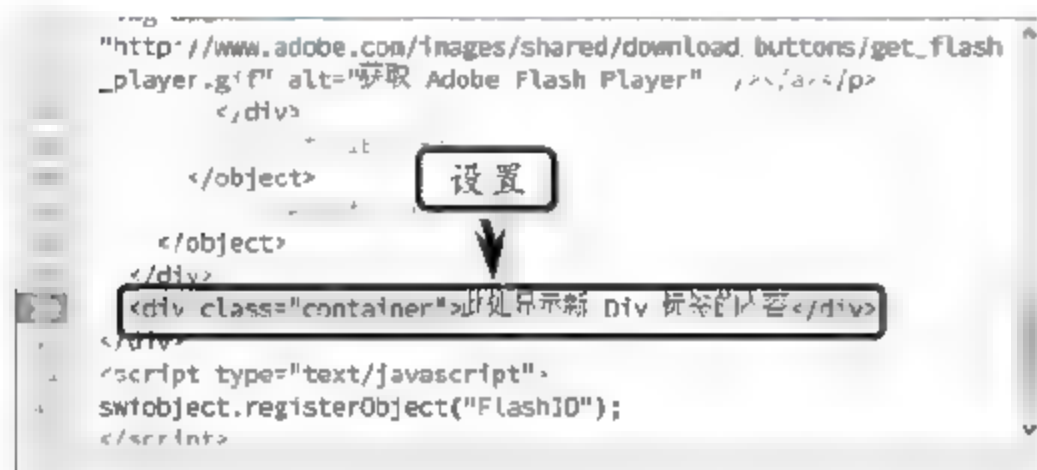 "http://www.adobe.com/images/shared/download_buttons/get_flash
_player.gif" alt="获取 Adobe Flash Player" /></a></p>
</div>
</object>
设置
</object>
</div>
<div class="container">此处显示新 Div 标签的内容</div>
</div>
<script type="text/javascript">
swfobject.registerObject("FlashID");
</script>